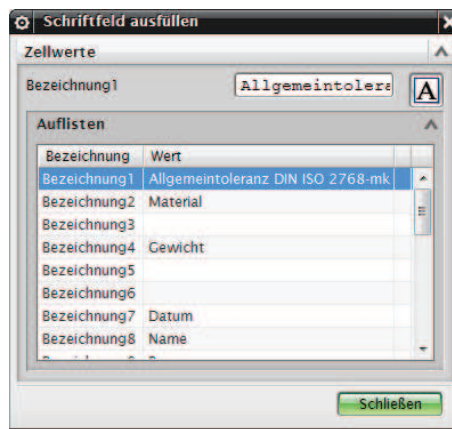 Schriftfeld ausfüllen
Zellwerte
Bezeichnung1 Allgemeintolera A
Auflisten
Bezeichnung Wert
Bezeichnung1 Allgemeintoleranz DIN ISO 2768-mk
Bezeichnung2 Material
Bezeichnung3
Bezeichnung4 Gewicht
Bezeichnung5
Bezeichnung6
Bezeichnung7 Datum
Bezeichnung8 Name
Schließen